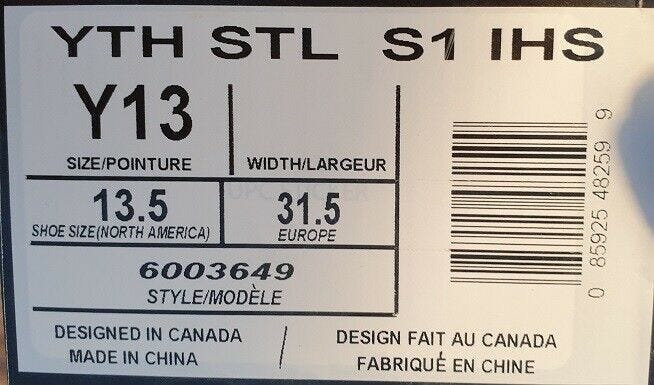 YTH STL S1 IHS
Y13
SIZE/POINTURE
WIDTH/LARGEUR
13.5
SHOE SIZE(NORTH AMERICA)
31.5
EUROPE
6003649
STYLE/MODÈLE
0 85925 48259 9
DESIGNED IN CANADA / DESIGN FAIT AU CANADA
MADE IN CHINA FABRIQUÉ EN CHINE